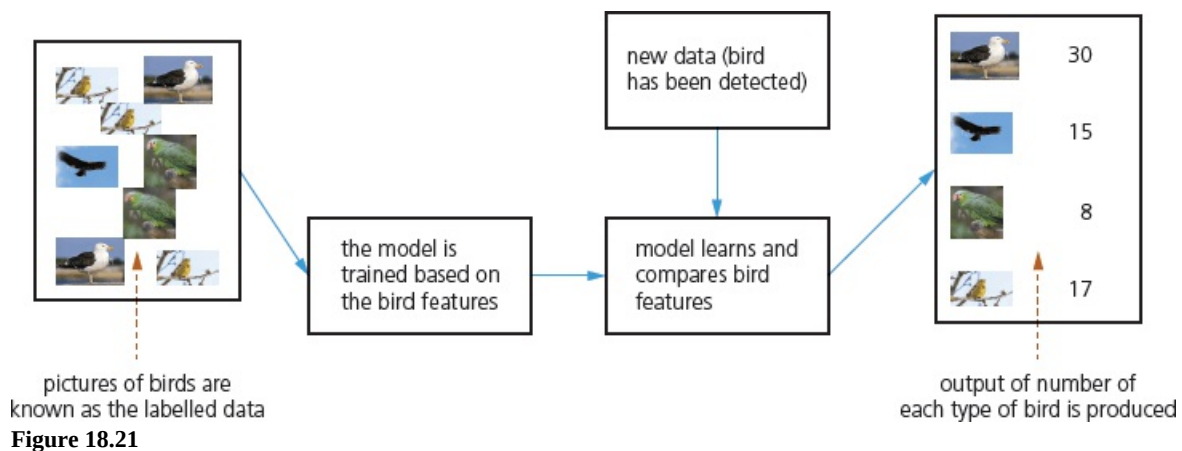 new data (bird
has been detected)
30
15
8
17
the model is
trained based on
the bird features
model learns and
compares bird
features
pictures of birds are
known as the labelled data
output of number of
each type of bird is produced
Figure 18.21